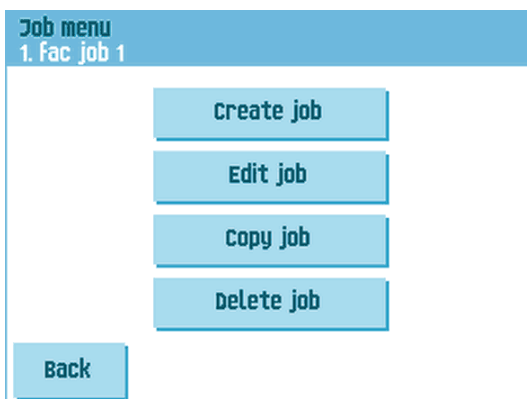 Job menu
1. fac job 1
Create job
Edit job
Copy job
Delete job
Back